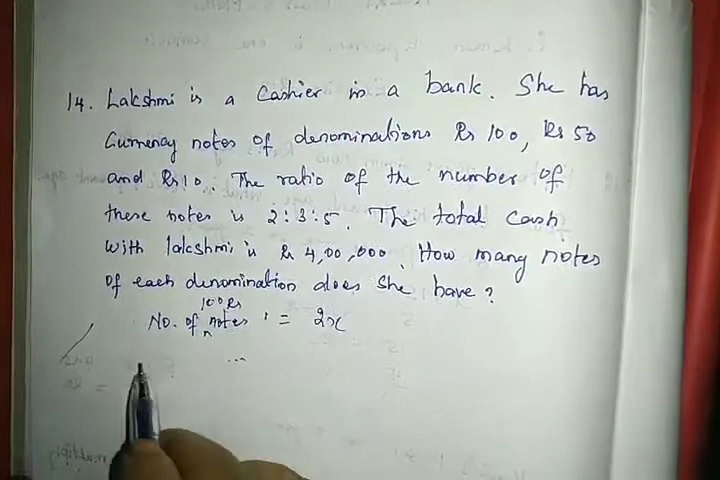 14. Lakshmi is a Cashier in a bank. She has
Currency notes of denominations Rs 100, Rs 50
and Rs 10. The ratio of the number of
these notes is 2:3:5. The total Cash
with lakshmi is Rs 4,00,000. How many notes
of each denomination does She have?
100 Rs
No. of notes = 2x